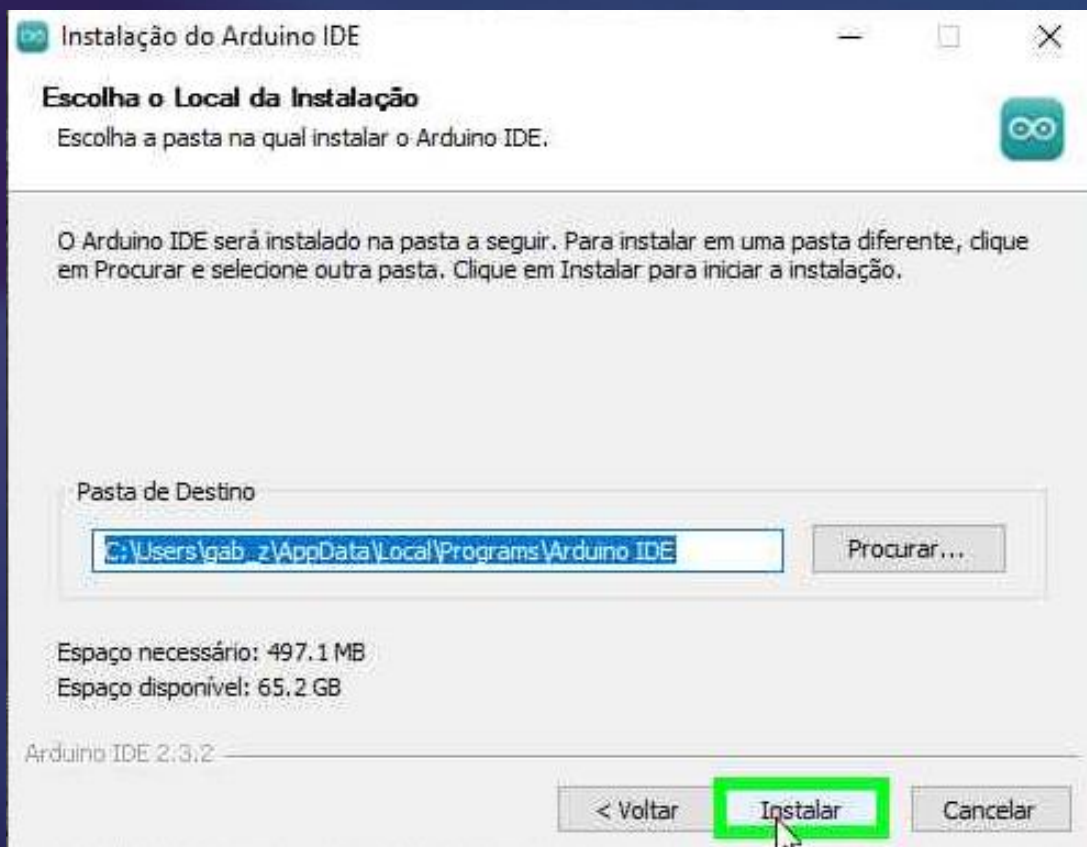 Instalação do Arduino IDE
Escolha o Local da Instalação
Escolha a pasta na qual instalar o Arduino IDE.
O Arduino IDE será instalado na pasta a seguir. Para instalar em uma pasta diferente, clique
em Procurar e selecione outra pasta. Clique em Instalar para iniciar a instalação.
Pasta de Destino
C:\Users\gab_z\AppData\Local\Programs\Arduino IDE
Procurar...
Espaço necessário: 497.1 MB
Espaço disponível: 65.2 GB
Arduino IDE 2.3.2
< Voltar
Instalar
Cancelar